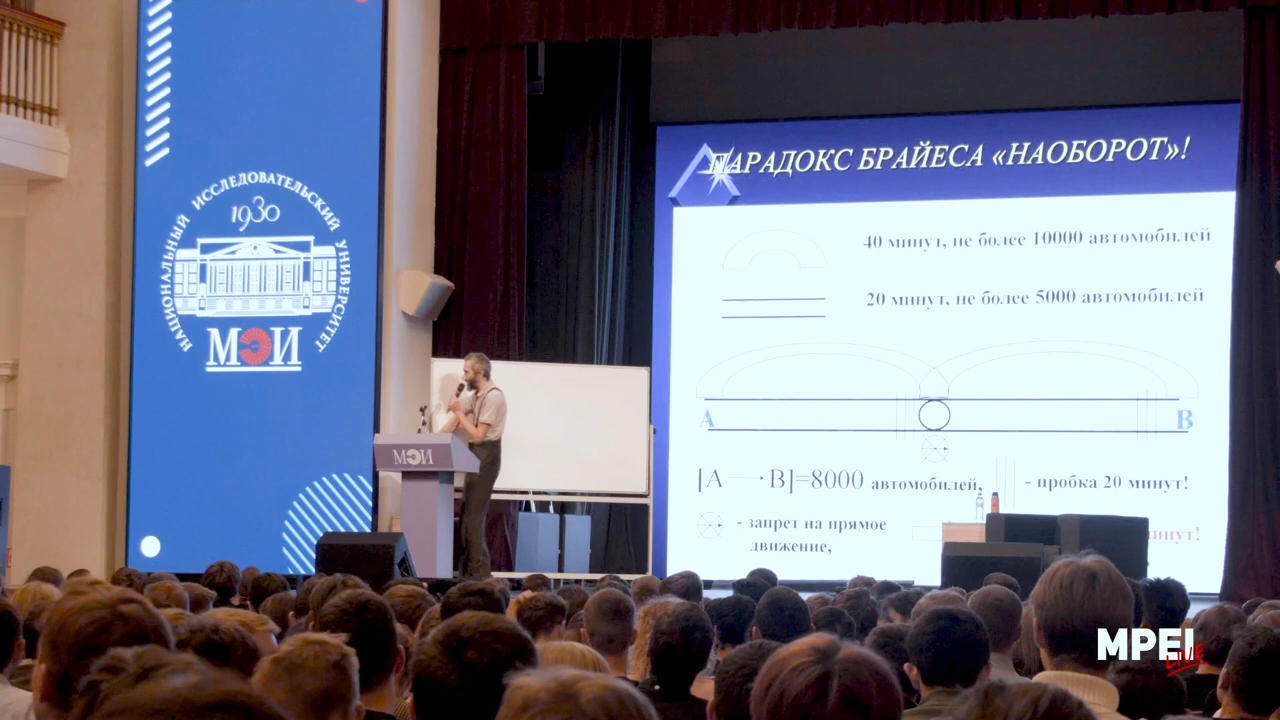 НАЦИОНАЛЬНЫЙ ИССЛЕДОВАТЕЛЬСКИЙ УНИВЕРСИТЕТ
1930
МЭИ
МЭИ
ПАРАДОКС БРАЙЕСА «НАОБОРОТ»!
40 минут, не более 10000 автомобилей
20 минут, не более 5000 автомобилей
A B
[A → B]=8000 автомобилей, - пробка 20 минут!
- запрет на прямое
движение,
MPEI
LIVE